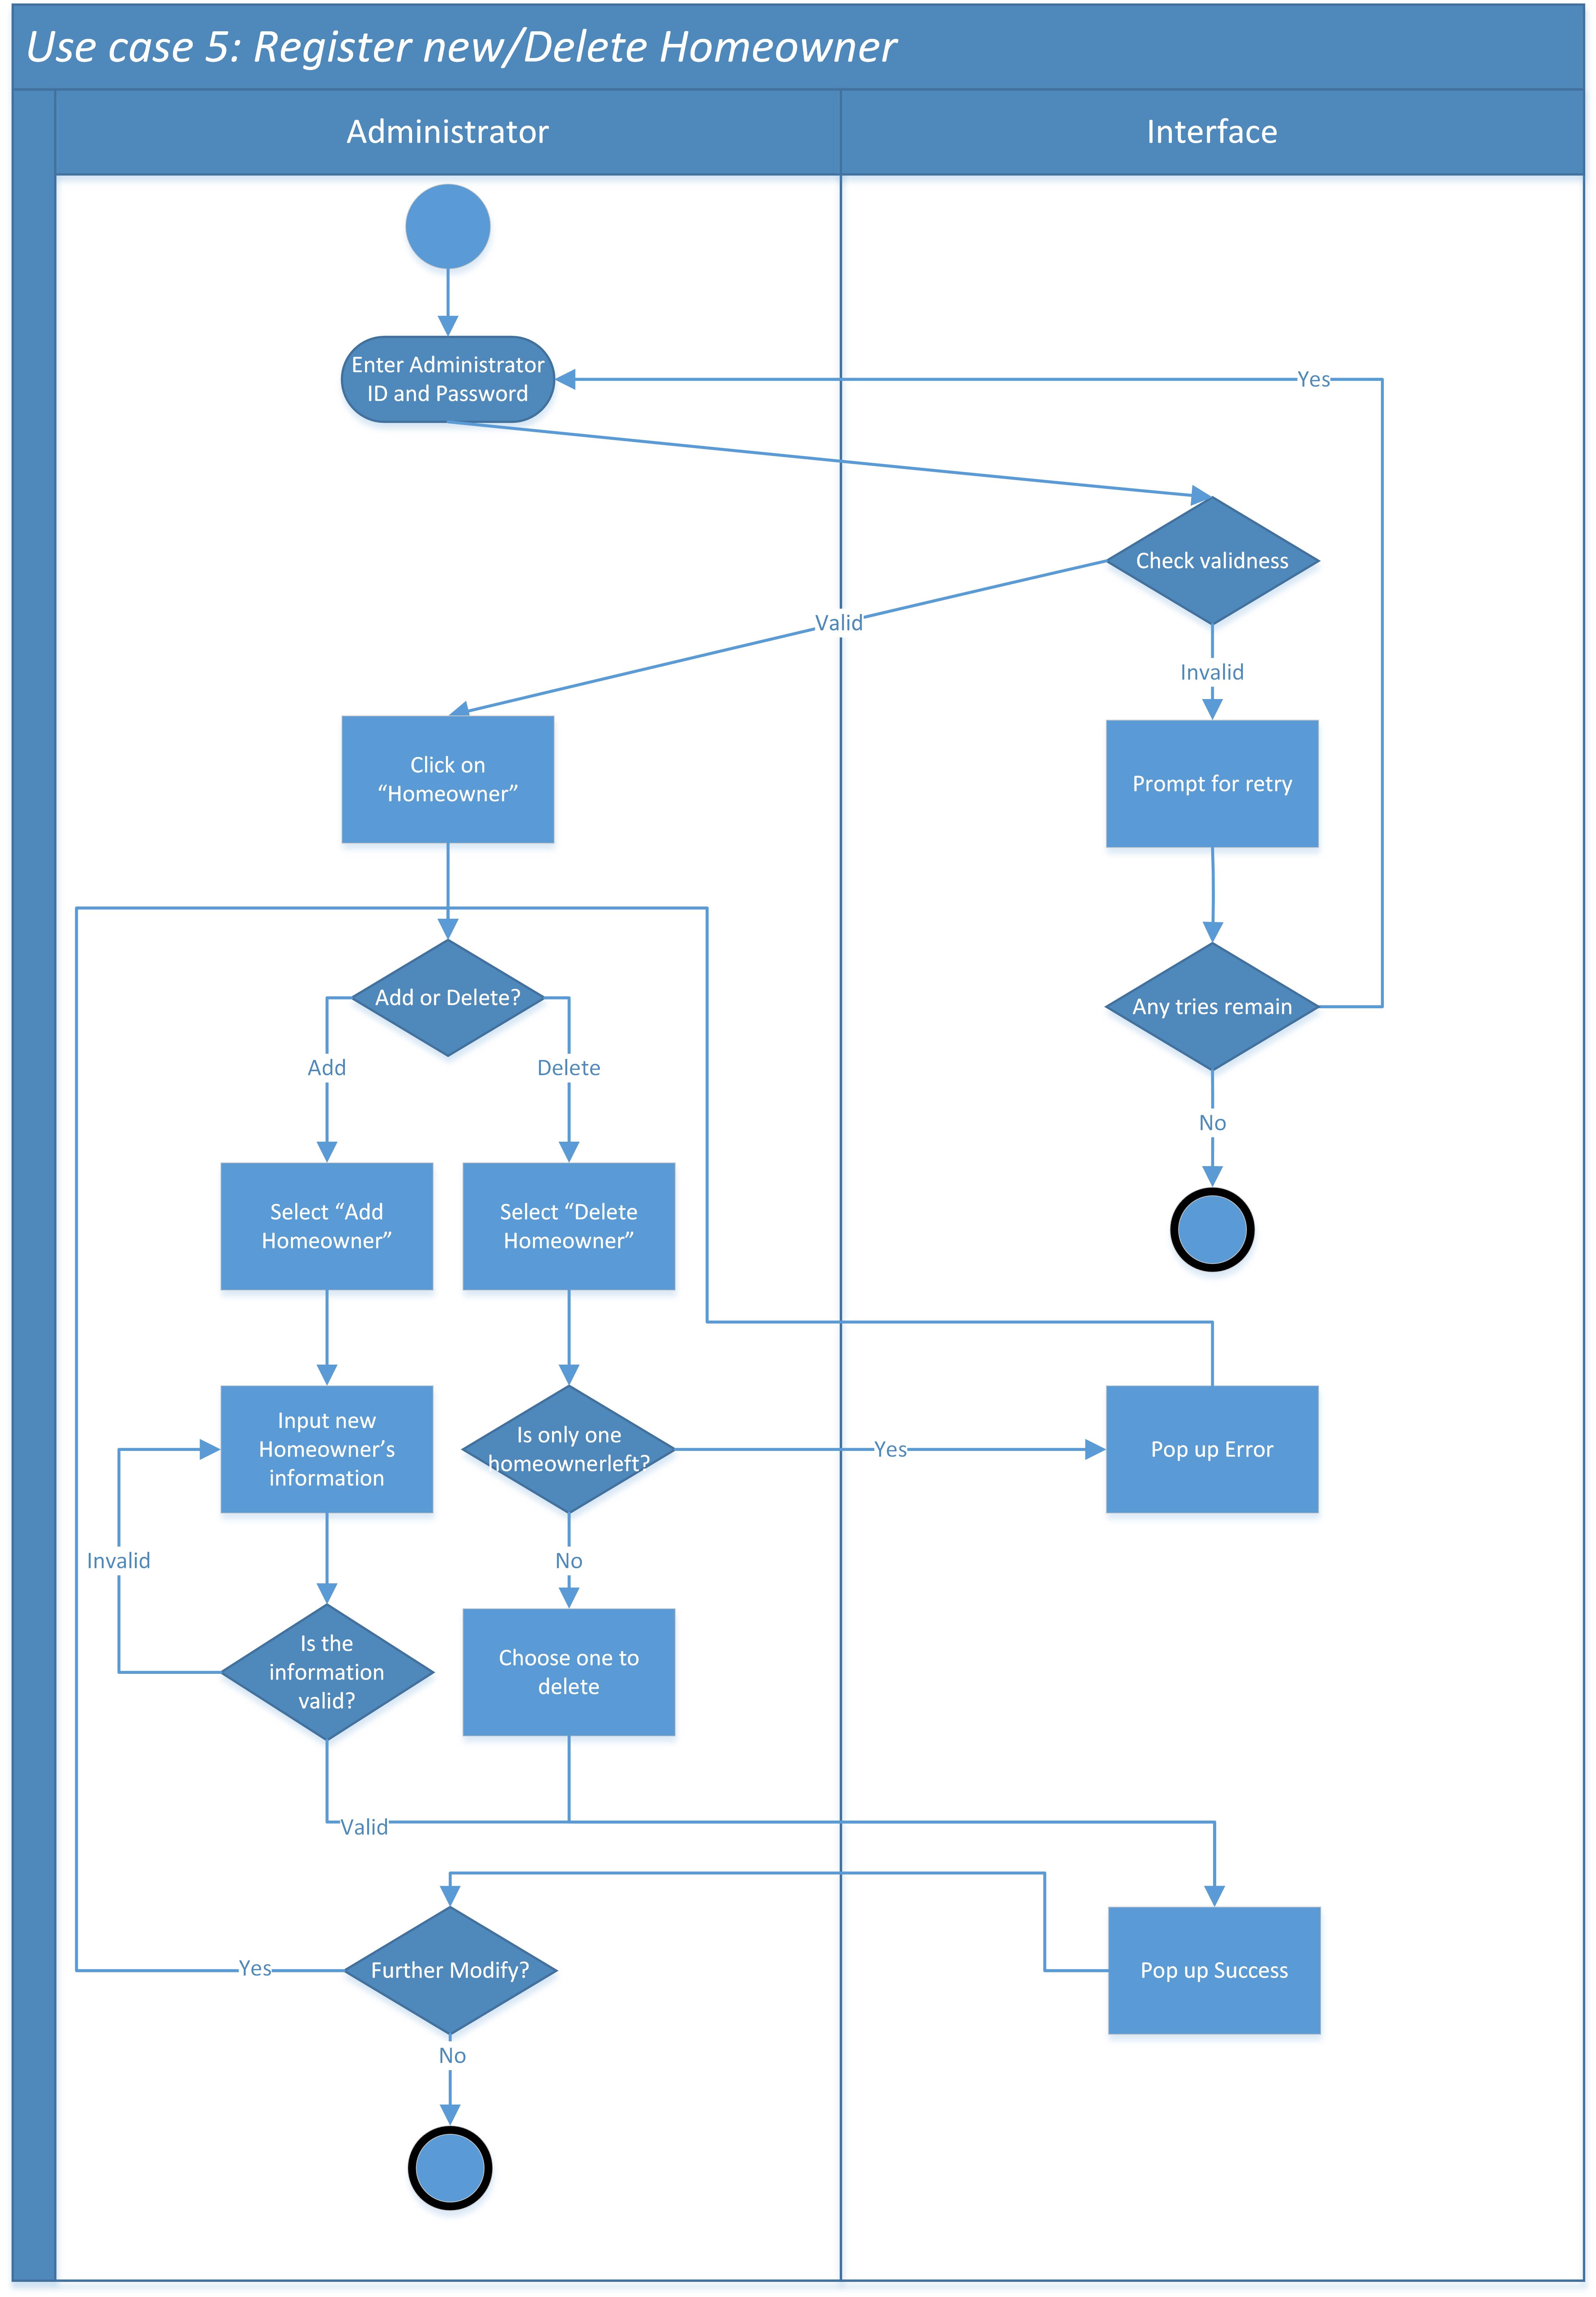 Use case 5: Register new/Delete Homeowner
Administrator
Interface
Enter Administrator
ID and Password
Yes
Check validness
Valid
Invalid
Click on
“Homeowner”
Prompt for retry
Add or Delete?
Any tries remain
Add
Delete
No
Select “Add
Homeowner”
Select “Delete
Homeowner”
Input new
Homeowner’s
information
Is only one
homeownerleft?
Yes
Pop up Error
Invalid
No
Is the
information
valid?
Choose one to
delete
Valid
Yes
Further Modify?
Pop up Success
No